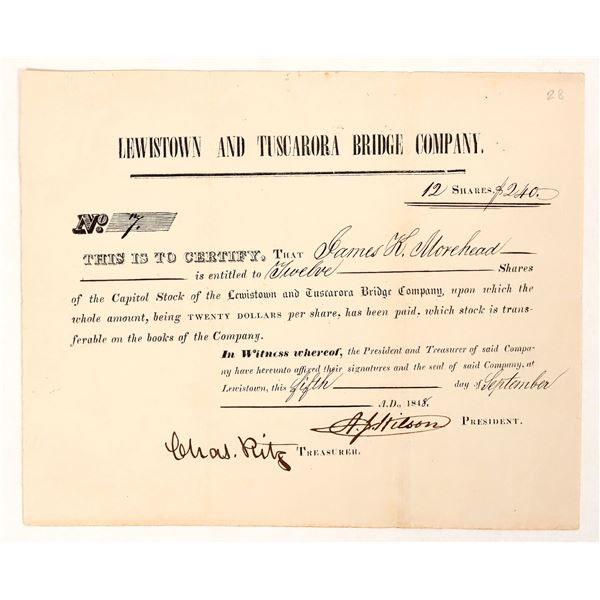 28
LEWISTOWN AND TUSCARORA BRIDGE COMPANY.
12 SHARES, $240.
No. 7.
THIS IS TO CERTIFY, THAT James K. Morehead
is entitled to Twelve Shares
of the Capitol Stock of the Lewistown and Tuscarora Bridge Company, upon which the
whole amount, being TWENTY DOLLARS per share, has been paid, which stock is trans-
ferable on the books of the Company.
In Witness whereof, the President and Treasurer of said Compa-
ny have hereunto affixed their signatures and the seal of said Company, at
Lewistown, this fifth day of September
A.D., 1848.
A. J. Wilson PRESIDENT.
Chas. Ritz TREASURER.